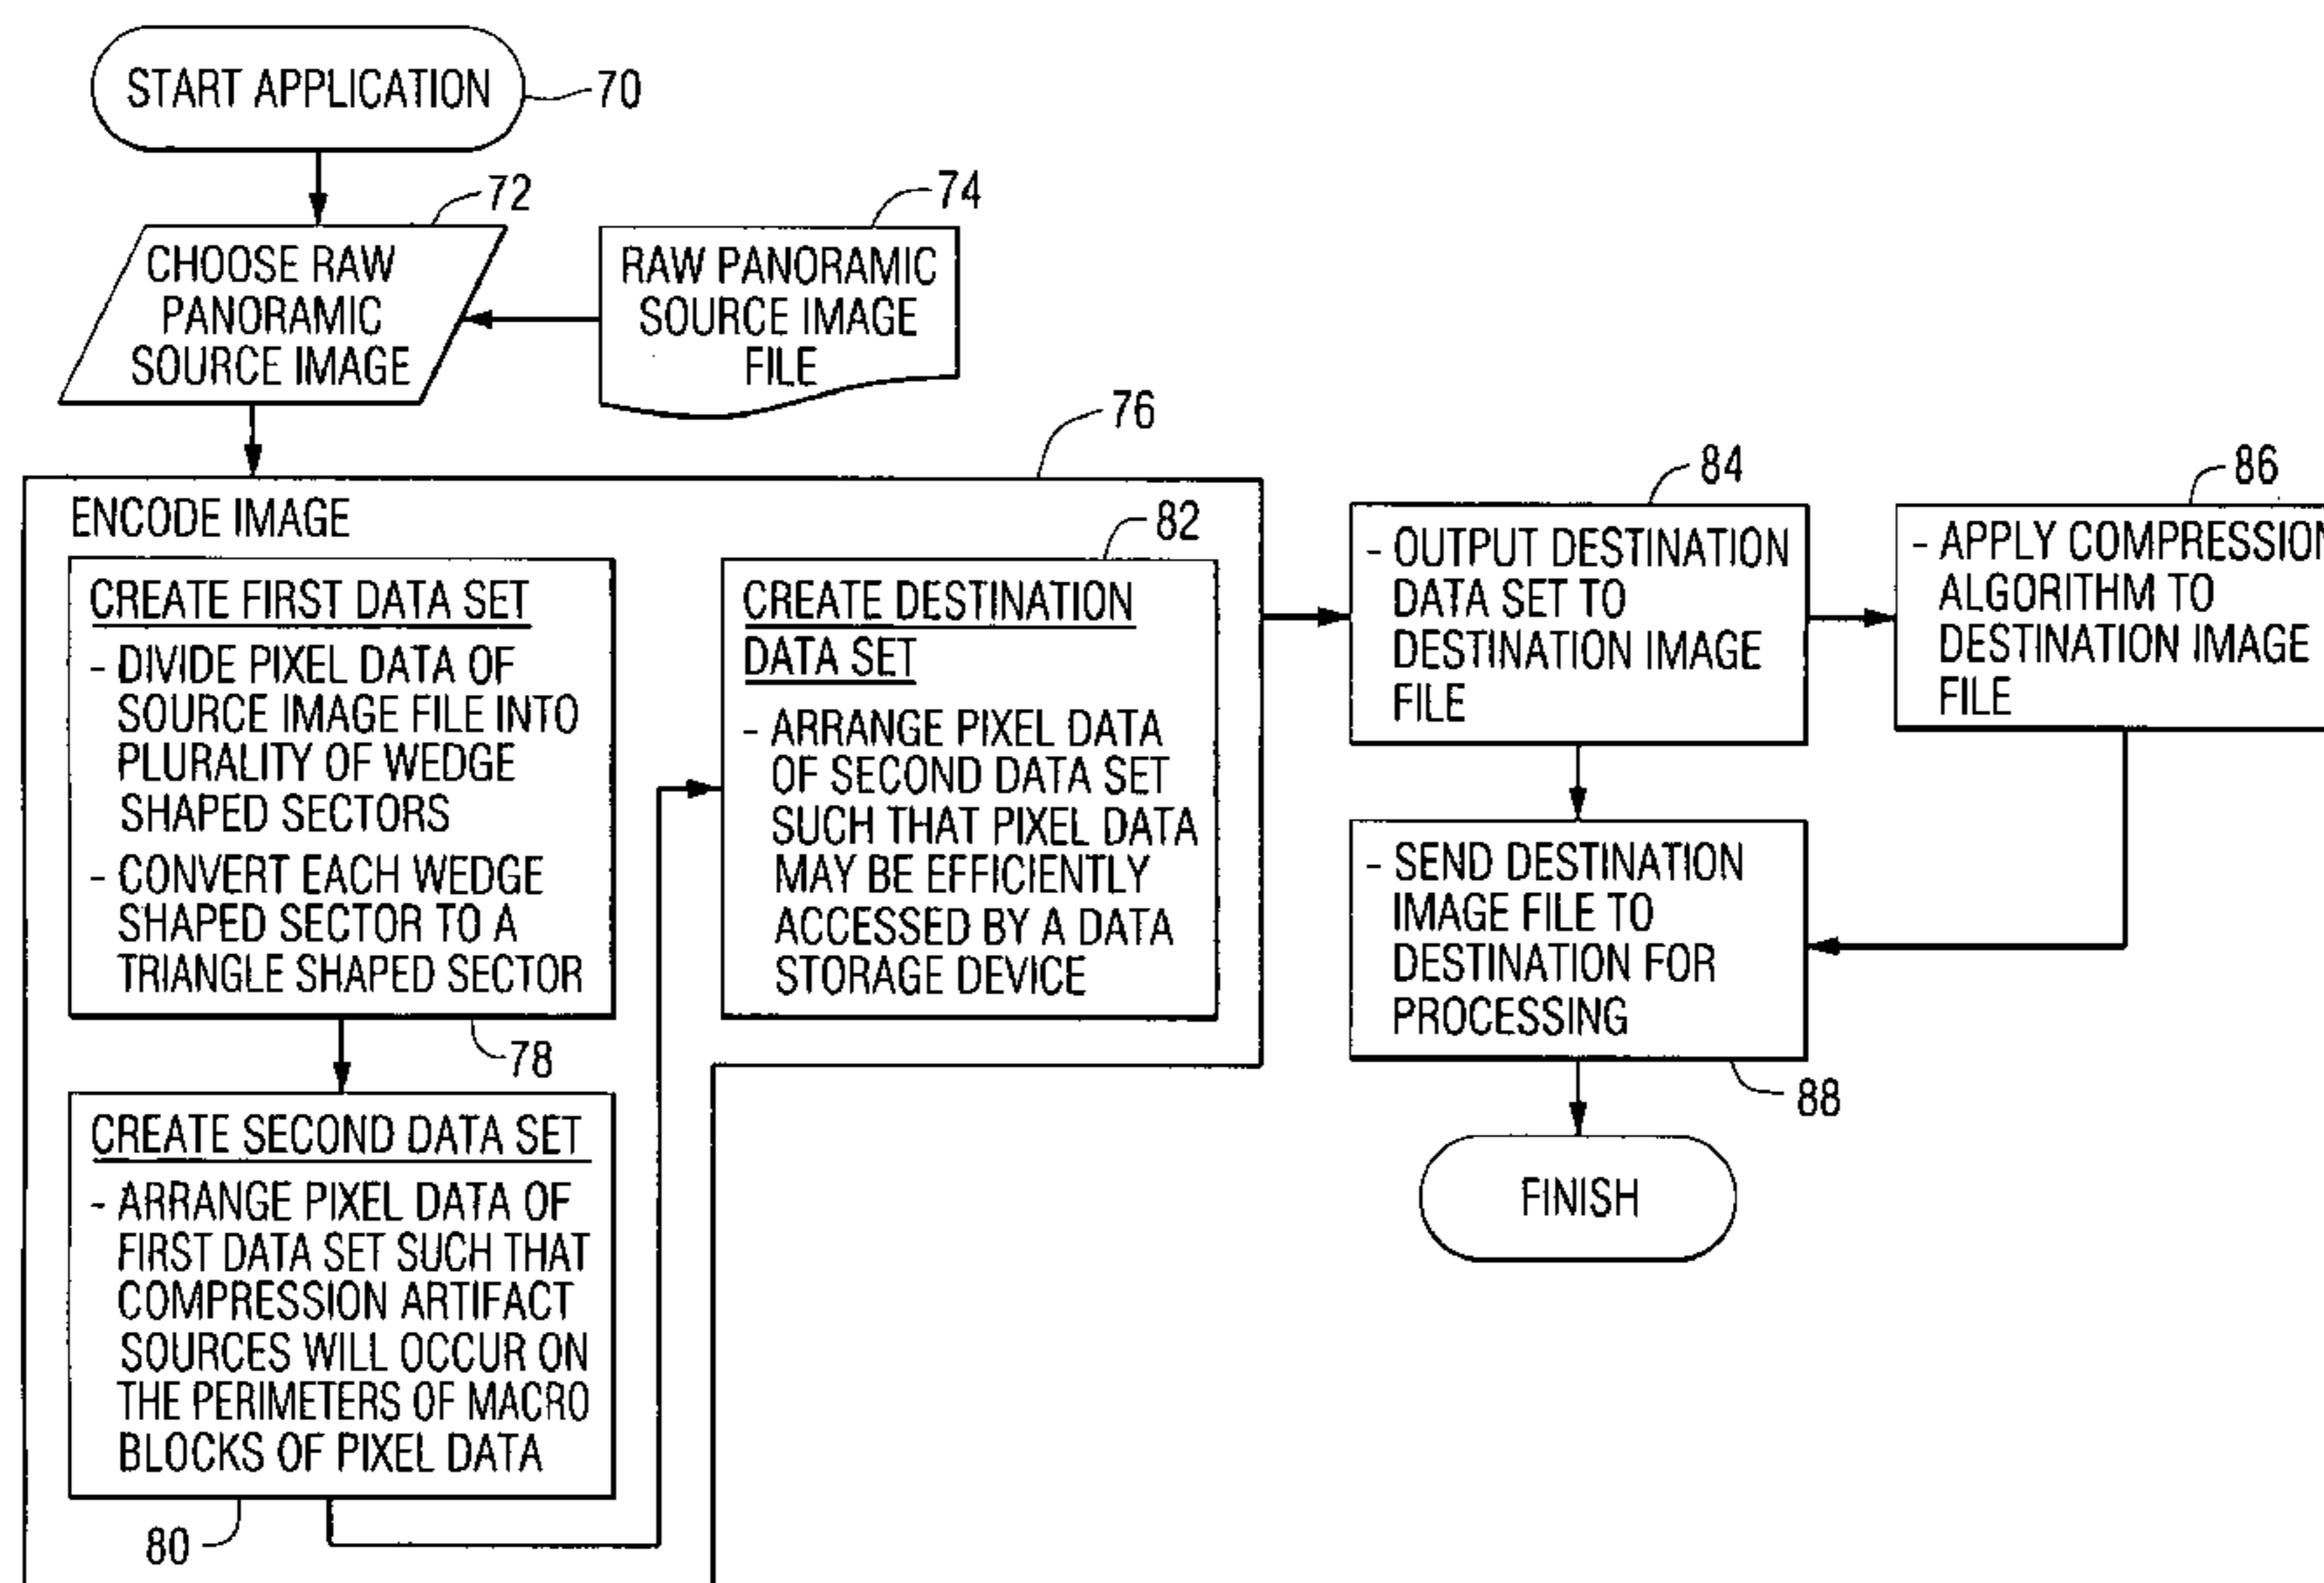 START APPLICATION
70
72
CHOOSE RAW
PANORAMIC
SOURCE IMAGE
74
RAW PANORAMIC
SOURCE IMAGE
FILE
76
ENCODE IMAGE
CREATE FIRST DATA SET
- DIVIDE PIXEL DATA OF
SOURCE IMAGE FILE INTO
PLURALITY OF WEDGE
SHAPED SECTORS
- CONVERT EACH WEDGE
SHAPED SECTOR TO A
TRIANGLE SHAPED SECTOR
78
CREATE SECOND DATA SET
- ARRANGE PIXEL DATA OF
FIRST DATA SET SUCH THAT
COMPRESSION ARTIFACT
SOURCES WILL OCCUR ON
THE PERIMETERS OF MACRO
BLOCKS OF PIXEL DATA
80
82
CREATE DESTINATION
DATA SET
- ARRANGE PIXEL DATA
OF SECOND DATA SET
SUCH THAT PIXEL DATA
MAY BE EFFICIENTLY
ACCESSED BY A DATA
STORAGE DEVICE
84
- OUTPUT DESTINATION
DATA SET TO
DESTINATION IMAGE
FILE
86
- APPLY COMPRESSION
ALGORITHM TO
DESTINATION IMAGE
FILE
- SEND DESTINATION
IMAGE FILE TO
DESTINATION FOR
PROCESSING
88
FINISH